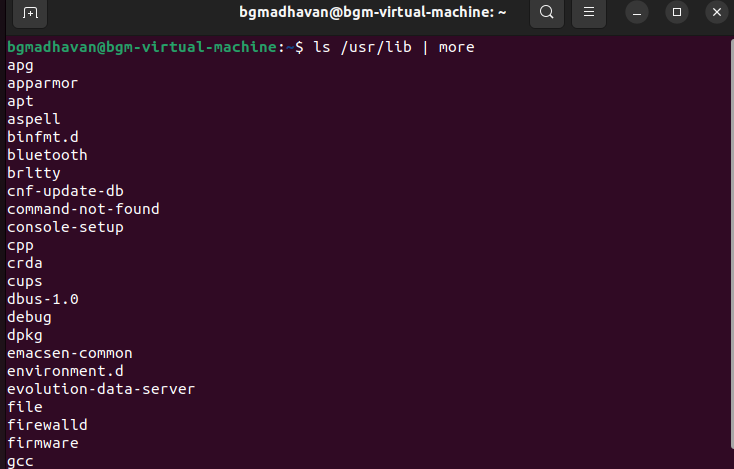 bgmadhavan@bgm-virtual-machine: ~
bgmadhavan@bgm-virtual-machine:~$ ls /usr/lib | more
apg
apparmor
apt
aspell
binfmt.d
bluetooth
brltty
cnf-update-db
command-not-found
console-setup
cpp
crda
cups
dbus-1.0
debug
dpkg
emacsen-common
environment.d
evolution-data-server
file
firewalld
firmware
gcc